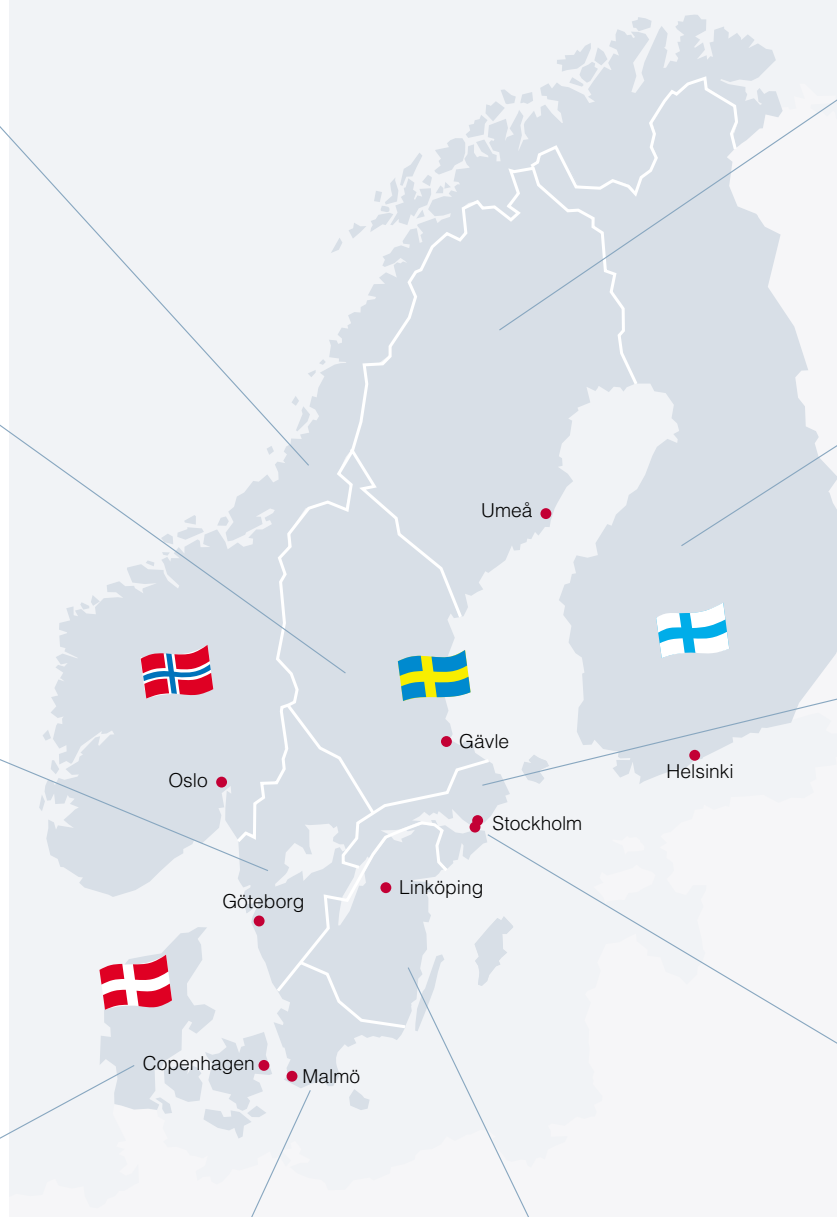 Umeå
Gävle
Helsinki
Oslo
Stockholm
Linköping
Göteborg
Copenhagen
Malmö